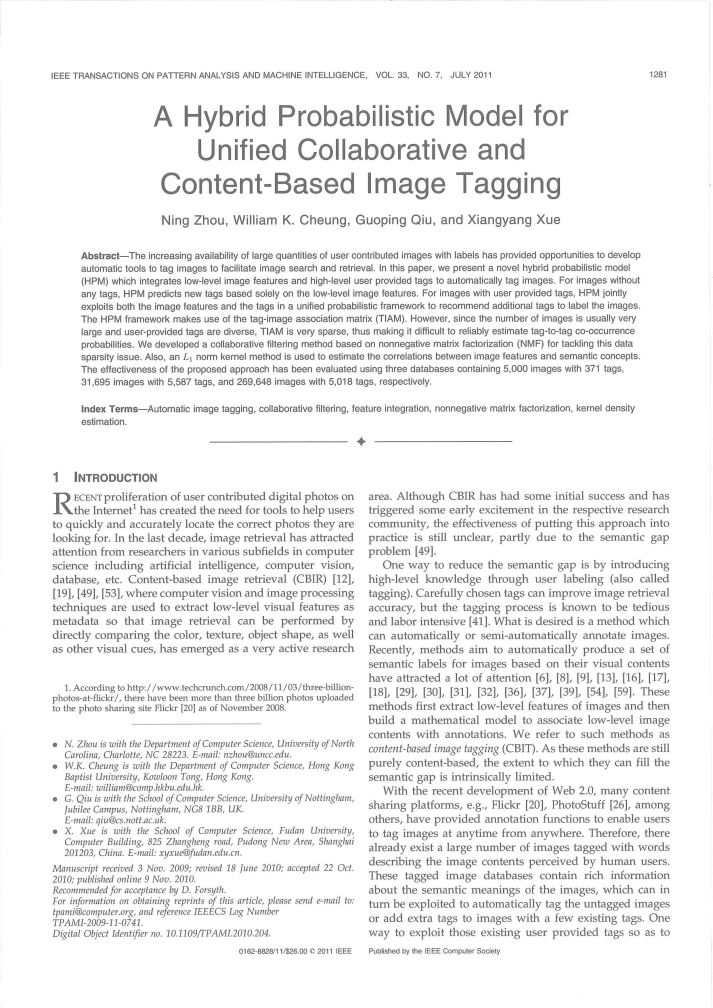 IEEE TRANSACTIONS ON PATTERN ANALYSIS AND MACHINE INTELLIGENCE, VOL. 33, NO. 7, JULY 2011 1281
A Hybrid Probabilistic Model for
Unified Collaborative and
Content-Based Image Tagging
Ning Zhou, William K. Cheung, Guoping Qiu, and Xiangyang Xue
Abstract—The increasing availability of large quantities of user contributed images with labels has provided opportunities to develop
automatic tools to tag images to facilitate image search and retrieval. In this paper, we present a novel hybrid probabilistic model
(HPM) which integrates low-level image features and high-level user provided tags to automatically tag images. For images without
any tags, HPM predicts new tags based solely on the low-level image features. For images with user provided tags, HPM jointly
exploits both the image features and the tags in a unified probabilistic framework to recommend additional tags to label the images.
The HPM framework makes use of the tag-image association matrix (TIAM). However, since the number of images is usually very
large and user-provided tags are diverse, TIAM is very sparse, thus making it difficult to reliably estimate tag-to-tag co-occurrence
probabilities. We developed a collaborative filtering method based on nonnegative matrix factorization (NMF) for tackling this data
sparsity issue. Also, an L1 norm kernel method is used to estimate the correlations between image features and semantic concepts.
The effectiveness of the proposed approach has been evaluated using three databases containing 5,000 images with 371 tags,
31,695 images with 5,587 tags, and 269,648 images with 5,018 tags, respectively.
Index Terms—Automatic image tagging, collaborative filtering, feature integration, nonnegative matrix factorization, kernel density
estimation.
1 INTRODUCTION
RECENT proliferation of user contributed digital photos on
the Internet1 has created the need for tools to help users
to quickly and accurately locate the correct photos they are
looking for. In the last decade, image retrieval has attracted
attention from researchers in various subfields in computer
science including artificial intelligence, computer vision,
database, etc. Content-based image retrieval (CBIR) [12],
[19], [49], [53], where computer vision and image processing
techniques are used to extract low-level visual features as
metadata so that image retrieval can be performed by
directly comparing the color, texture, object shape, as well
as other visual cues, has emerged as a very active research
1. According to http://www.techcrunch.com/2008/11/03/three-billion-
photos-at-flickr/, there have been more than three billion photos uploaded
to the photo sharing site Flickr [20] as of November 2008.
• N. Zhou is with the Department of Computer Science, University of North
Carolina, Charlotte, NC 28223. E-mail: nzhou@uncc.edu.
• W.K. Cheung is with the Department of Computer Science, Hong Kong
Baptist University, Kowloon Tong, Hong Kong.
E-mail: william@comp.hkbu.edu.hk.
• G. Qiu is with the School of Computer Science, University of Nottingham,
Jubilee Campus, Nottingham, NG8 1BB, UK.
E-mail: qiu@cs.nott.ac.uk.
• X. Xue is with the School of Computer Science, Fudan University,
Computer Building, 825 Zhangheng road, Pudong New Area, Shanghai
201203, China. E-mail: xyxue@fudan.edu.cn.
Manuscript received 3 Nov. 2009; revised 18 June 2010; accepted 22 Oct.
2010; published online 9 Nov. 2010.
Recommended for acceptance by D. Forsyth.
For information on obtaining reprints of this article, please send e-mail to:
tpami@computer.org, and reference IEEECS Log Number
TPAMI-2009-11-0741.
Digital Object Identifier no. 10.1109/TPAMI.2010.204.
area. Although CBIR has had some initial success and has
triggered some early excitement in the respective research
community, the effectiveness of putting this approach into
practice is still unclear, partly due to the semantic gap
problem [49].
One way to reduce the semantic gap is by introducing
high-level knowledge through user labeling (also called
tagging). Carefully chosen tags can improve image retrieval
accuracy, but the tagging process is known to be tedious
and labor intensive [41]. What is desired is a method which
can automatically or semi-automatically annotate images.
Recently, methods aiming to automatically produce a set of
semantic labels for images based on their visual contents
have attracted a lot of attention [6], [8], [9], [13], [16], [17],
[18], [29], [30], [31], [32], [36], [37], [39], [54], [59]. These
methods first extract low-level features of images and then
build a mathematical model to associate low-level image
contents with annotations. We refer to such methods as
content-based image tagging (CBIT). As these methods are still
purely content-based, the extent to which they can fill the
semantic gap is intrinsically limited.
With the recent development of Web 2.0, many content
sharing platforms, e.g., Flickr [20], PhotoStuff [26], among
others, have provided annotation functions to enable users
to tag images at anytime from anywhere. Therefore, there
already exist a large number of images tagged with words
describing the image contents perceived by human users.
These tagged image databases contain rich information
about the semantic meanings of the images, which can in
turn be exploited to automatically tag the untagged images
or add extra tags to images with a few existing tags. One
way to exploit those existing user provided tags so as to
0162-8828/11/$26.00 © 2011 IEEE Published by the IEEE Computer Society